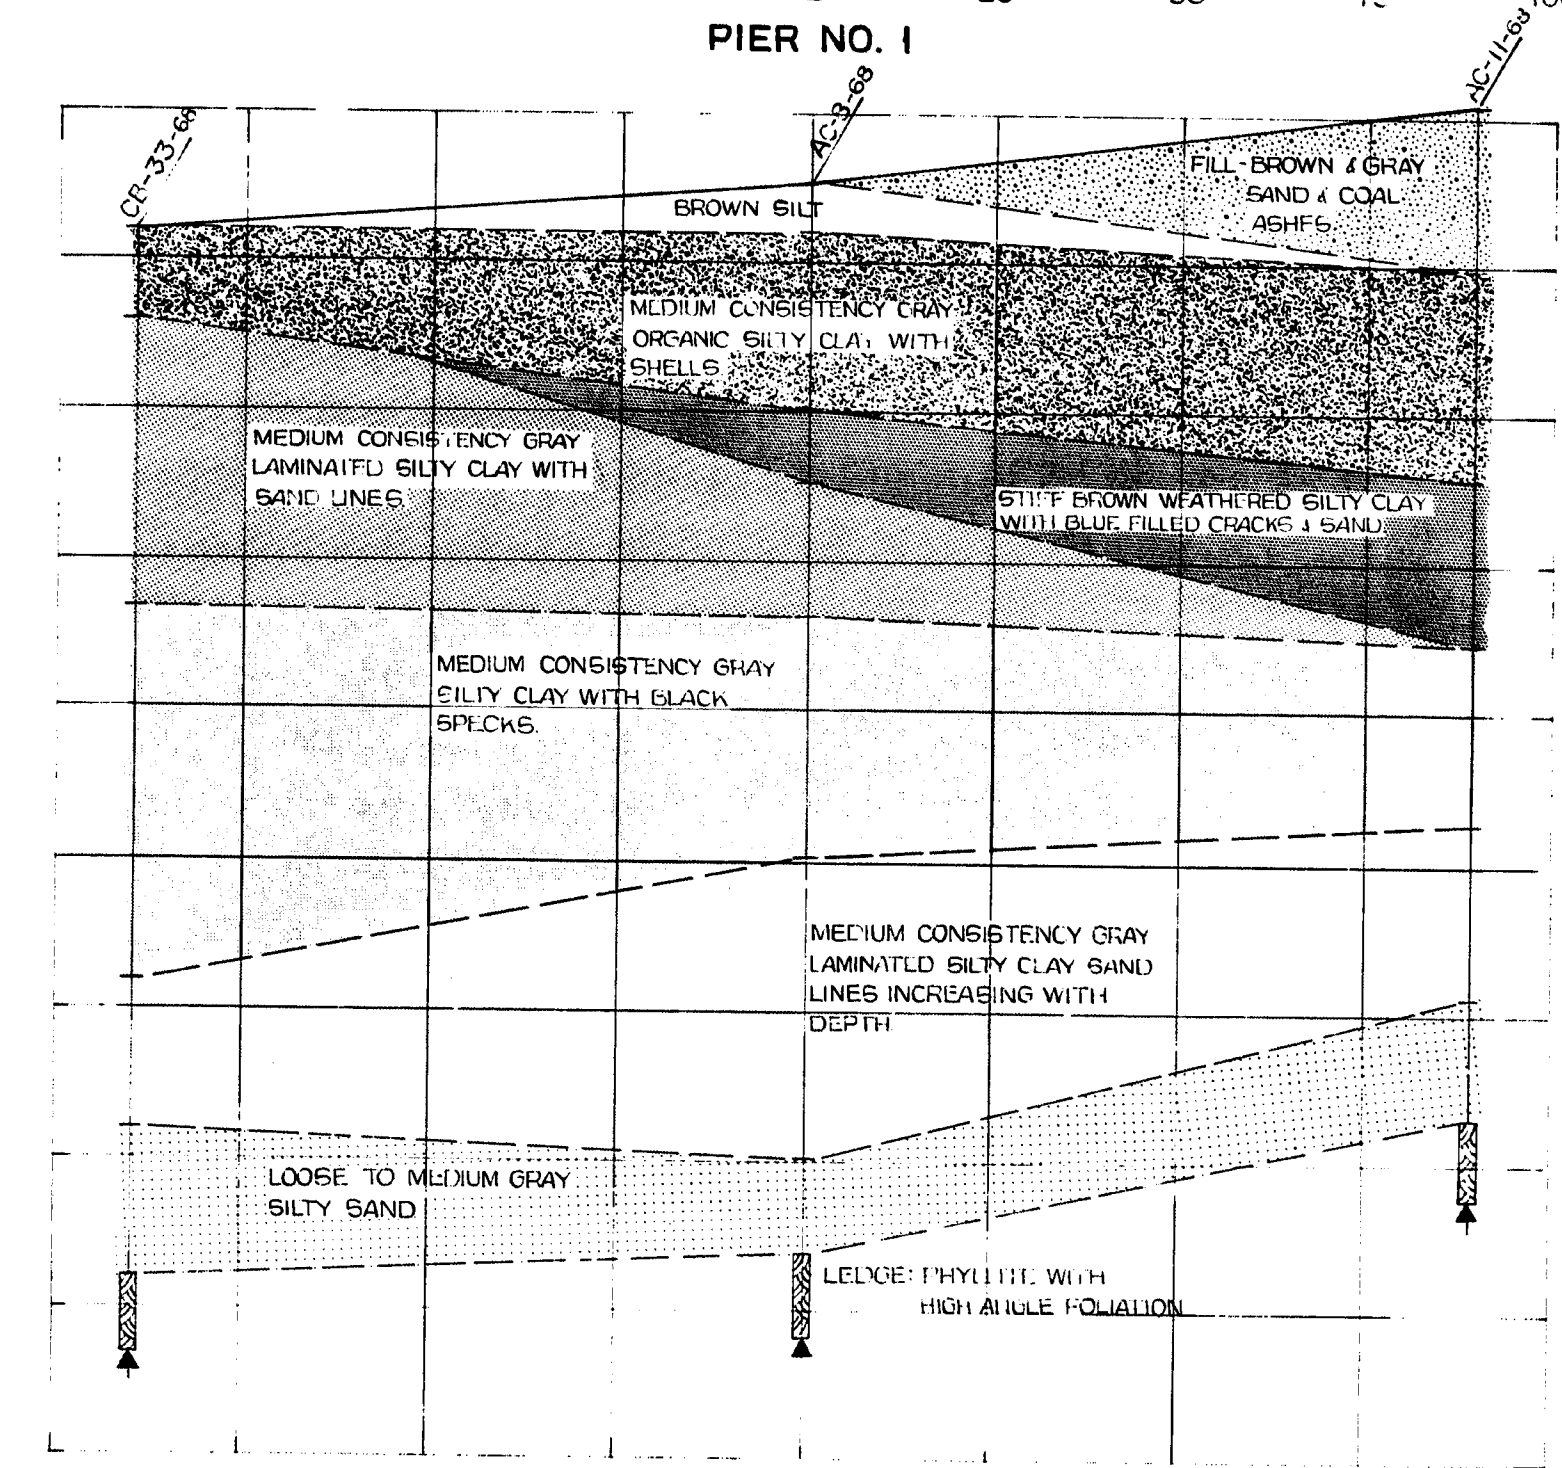 PIER NO. 1
CB-33-68
AC-3-68
AC-11-68
FILL-BROWN & GRAY
SAND & COAL
ASHES
BROWN SILT
MEDIUM CONSISTENCY GRAY
ORGANIC SILTY CLAY WITH
SHELLS
MEDIUM CONSISTENCY GRAY
LAMINATED SILTY CLAY WITH
SAND LINES
STIFF BROWN WEATHERED SILTY CLAY
WITH BLUE FILLED CRACKS & SAND
MEDIUM CONSISTENCY GRAY
SILTY CLAY WITH BLACK
SPECKS.
MEDIUM CONSISTENCY GRAY
LAMINATED SILTY CLAY SAND
LINES INCREASING WITH
DEPTH
LOOSE TO MEDIUM GRAY
SILTY SAND
LEDGE: PHYLLITE WITH
HIGH ANGLE FOLIATION